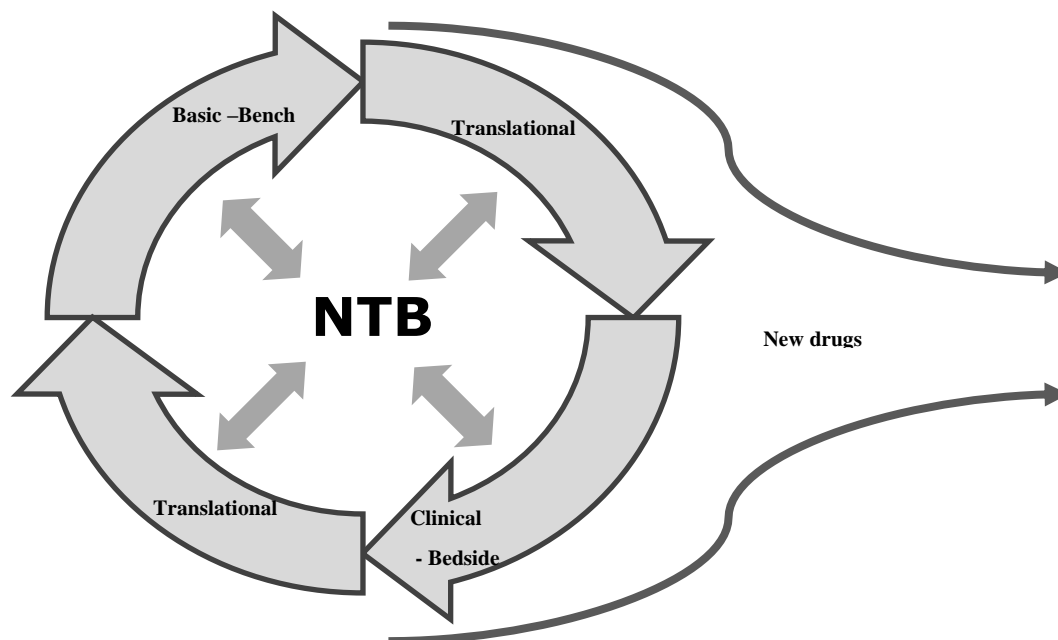 Basic –Bench
Translational
NTB
New drugs
Translational
Clinical
- Bedside